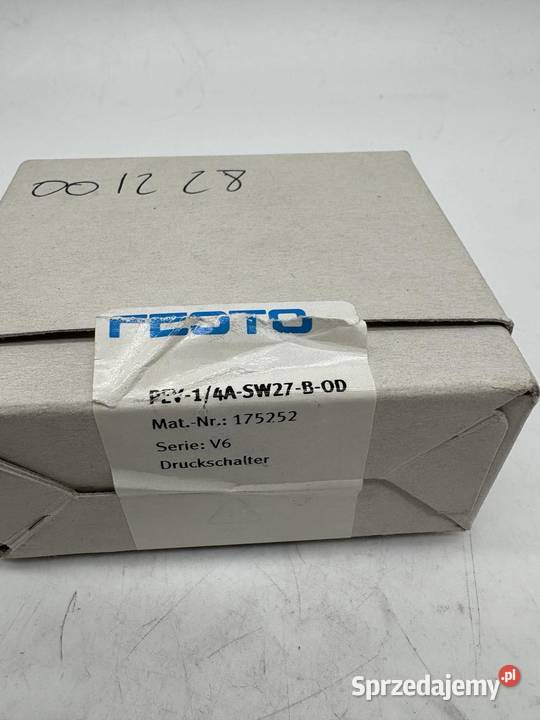 001228
FESTO
PEV-1/4A-SW27-B-OD
Mat.-Nr.: 175252
Serie: V6
Druckschalter
Sprzedajemy.pl